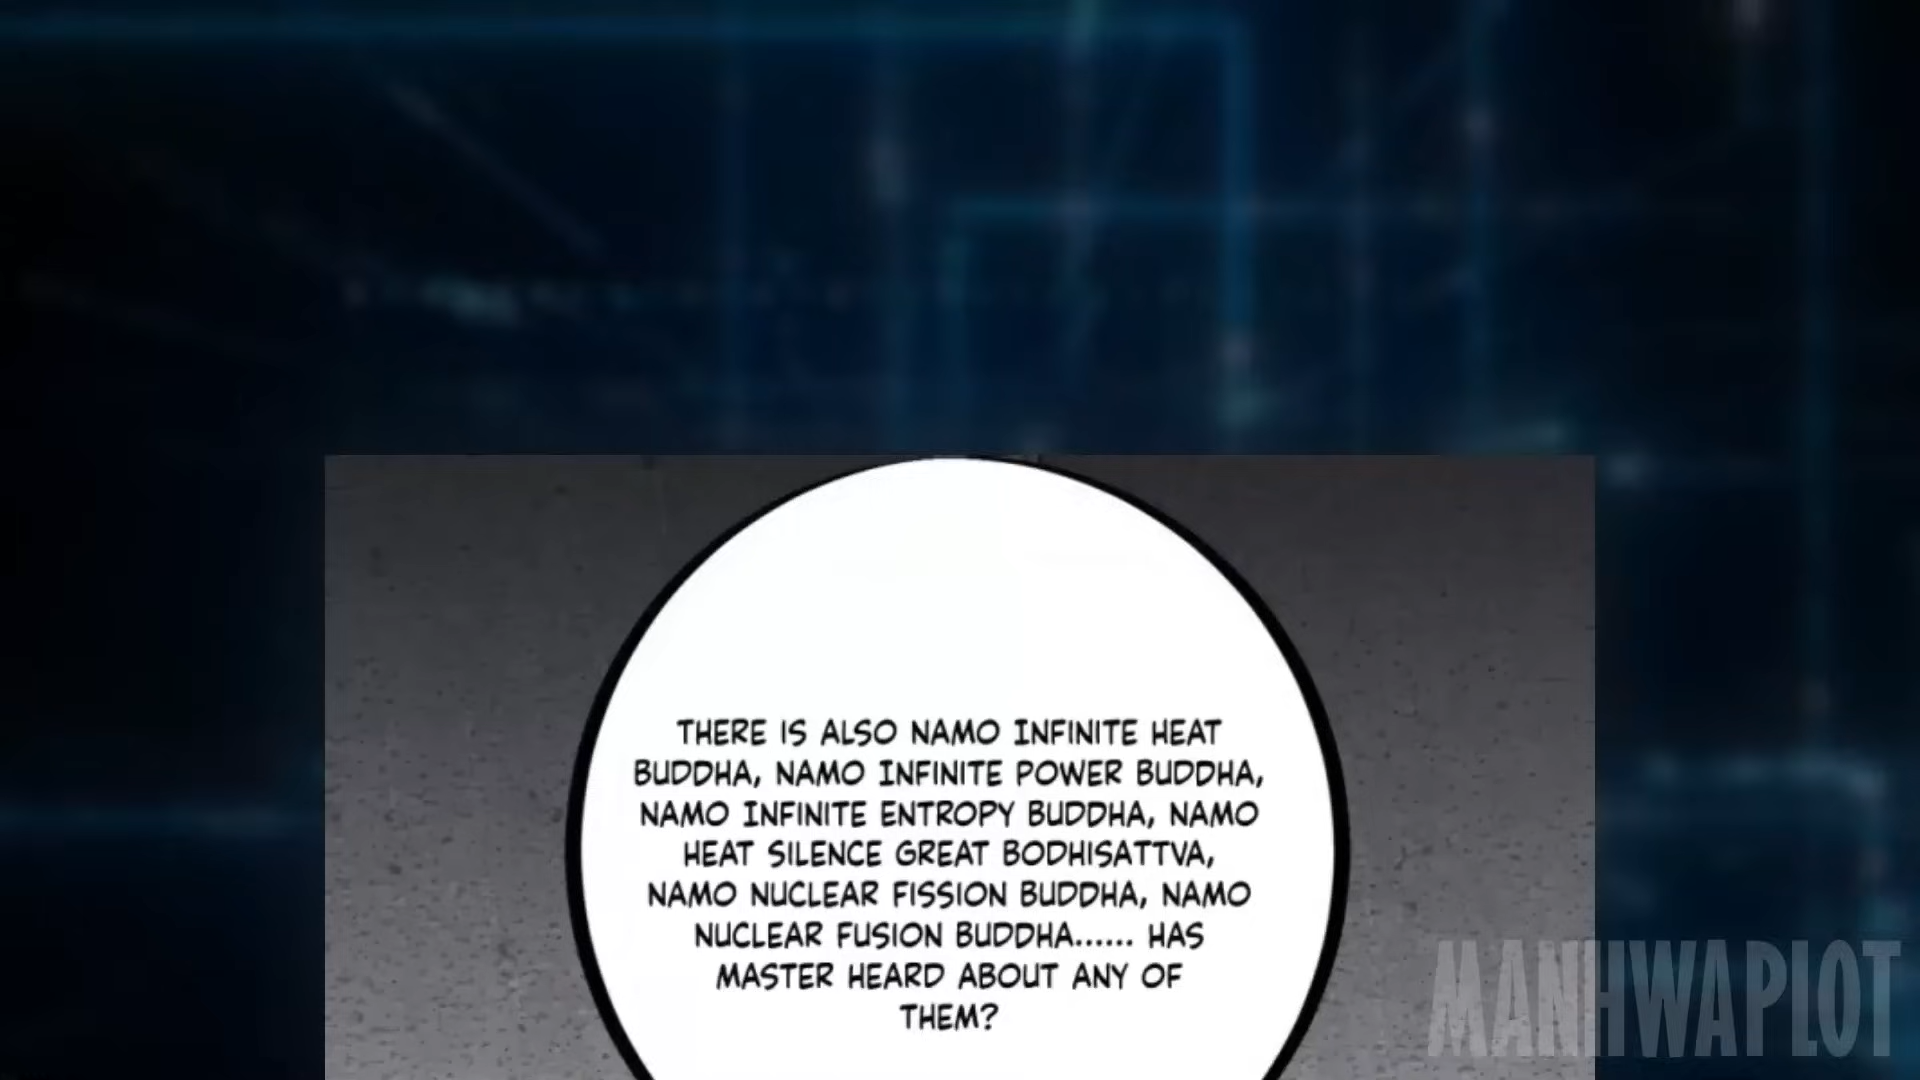 THERE IS ALSO NAMO INFINITE HEAT
BUDDHA, NAMO INFINITE POWER BUDDHA,
NAMO INFINITE ENTROPY BUDDHA, NAMO
HEAT SILENCE GREAT BODHISATTVA,
NAMO NUCLEAR FISSION BUDDHA, NAMO
NUCLEAR FUSION BUDDHA...... HAS
MASTER HEARD ABOUT ANY OF
THEM?
MANHWAPLOT